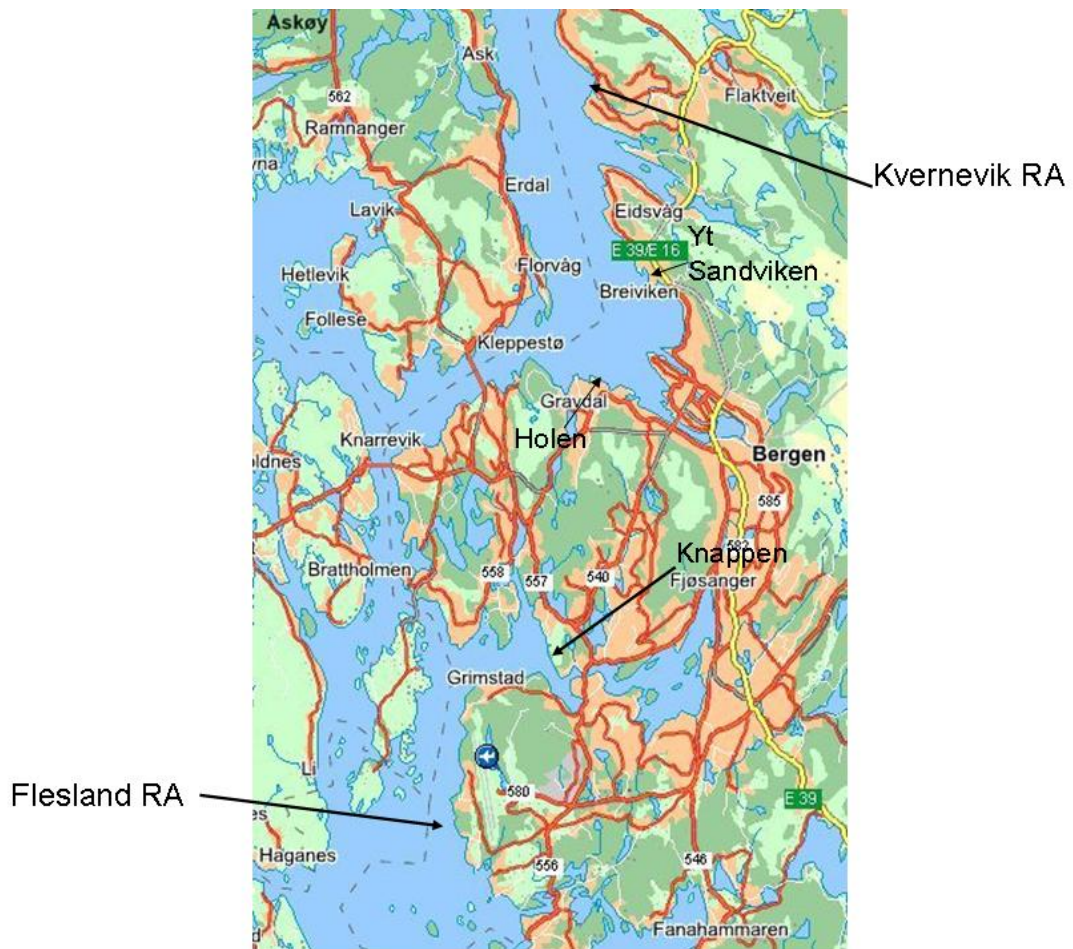 Askøy
Ask
562
Flaktveit
Ramnanger
Kvernevik RA
Erdal
Lavik
Eidsvåg
Yt
E 39/E 16
Sandviken
Hetlevik
Florvåg
Breiviken
Follese
Kleppestø
Gravdal
Holen
Knarrevik
Bergen
oldnes
585
582
Knappen
Brattholmen
558
557
540
Fjøsanger
Grimstad
Li
580
Flesland RA
E 39
Haganes
556
546
Fanahammaren